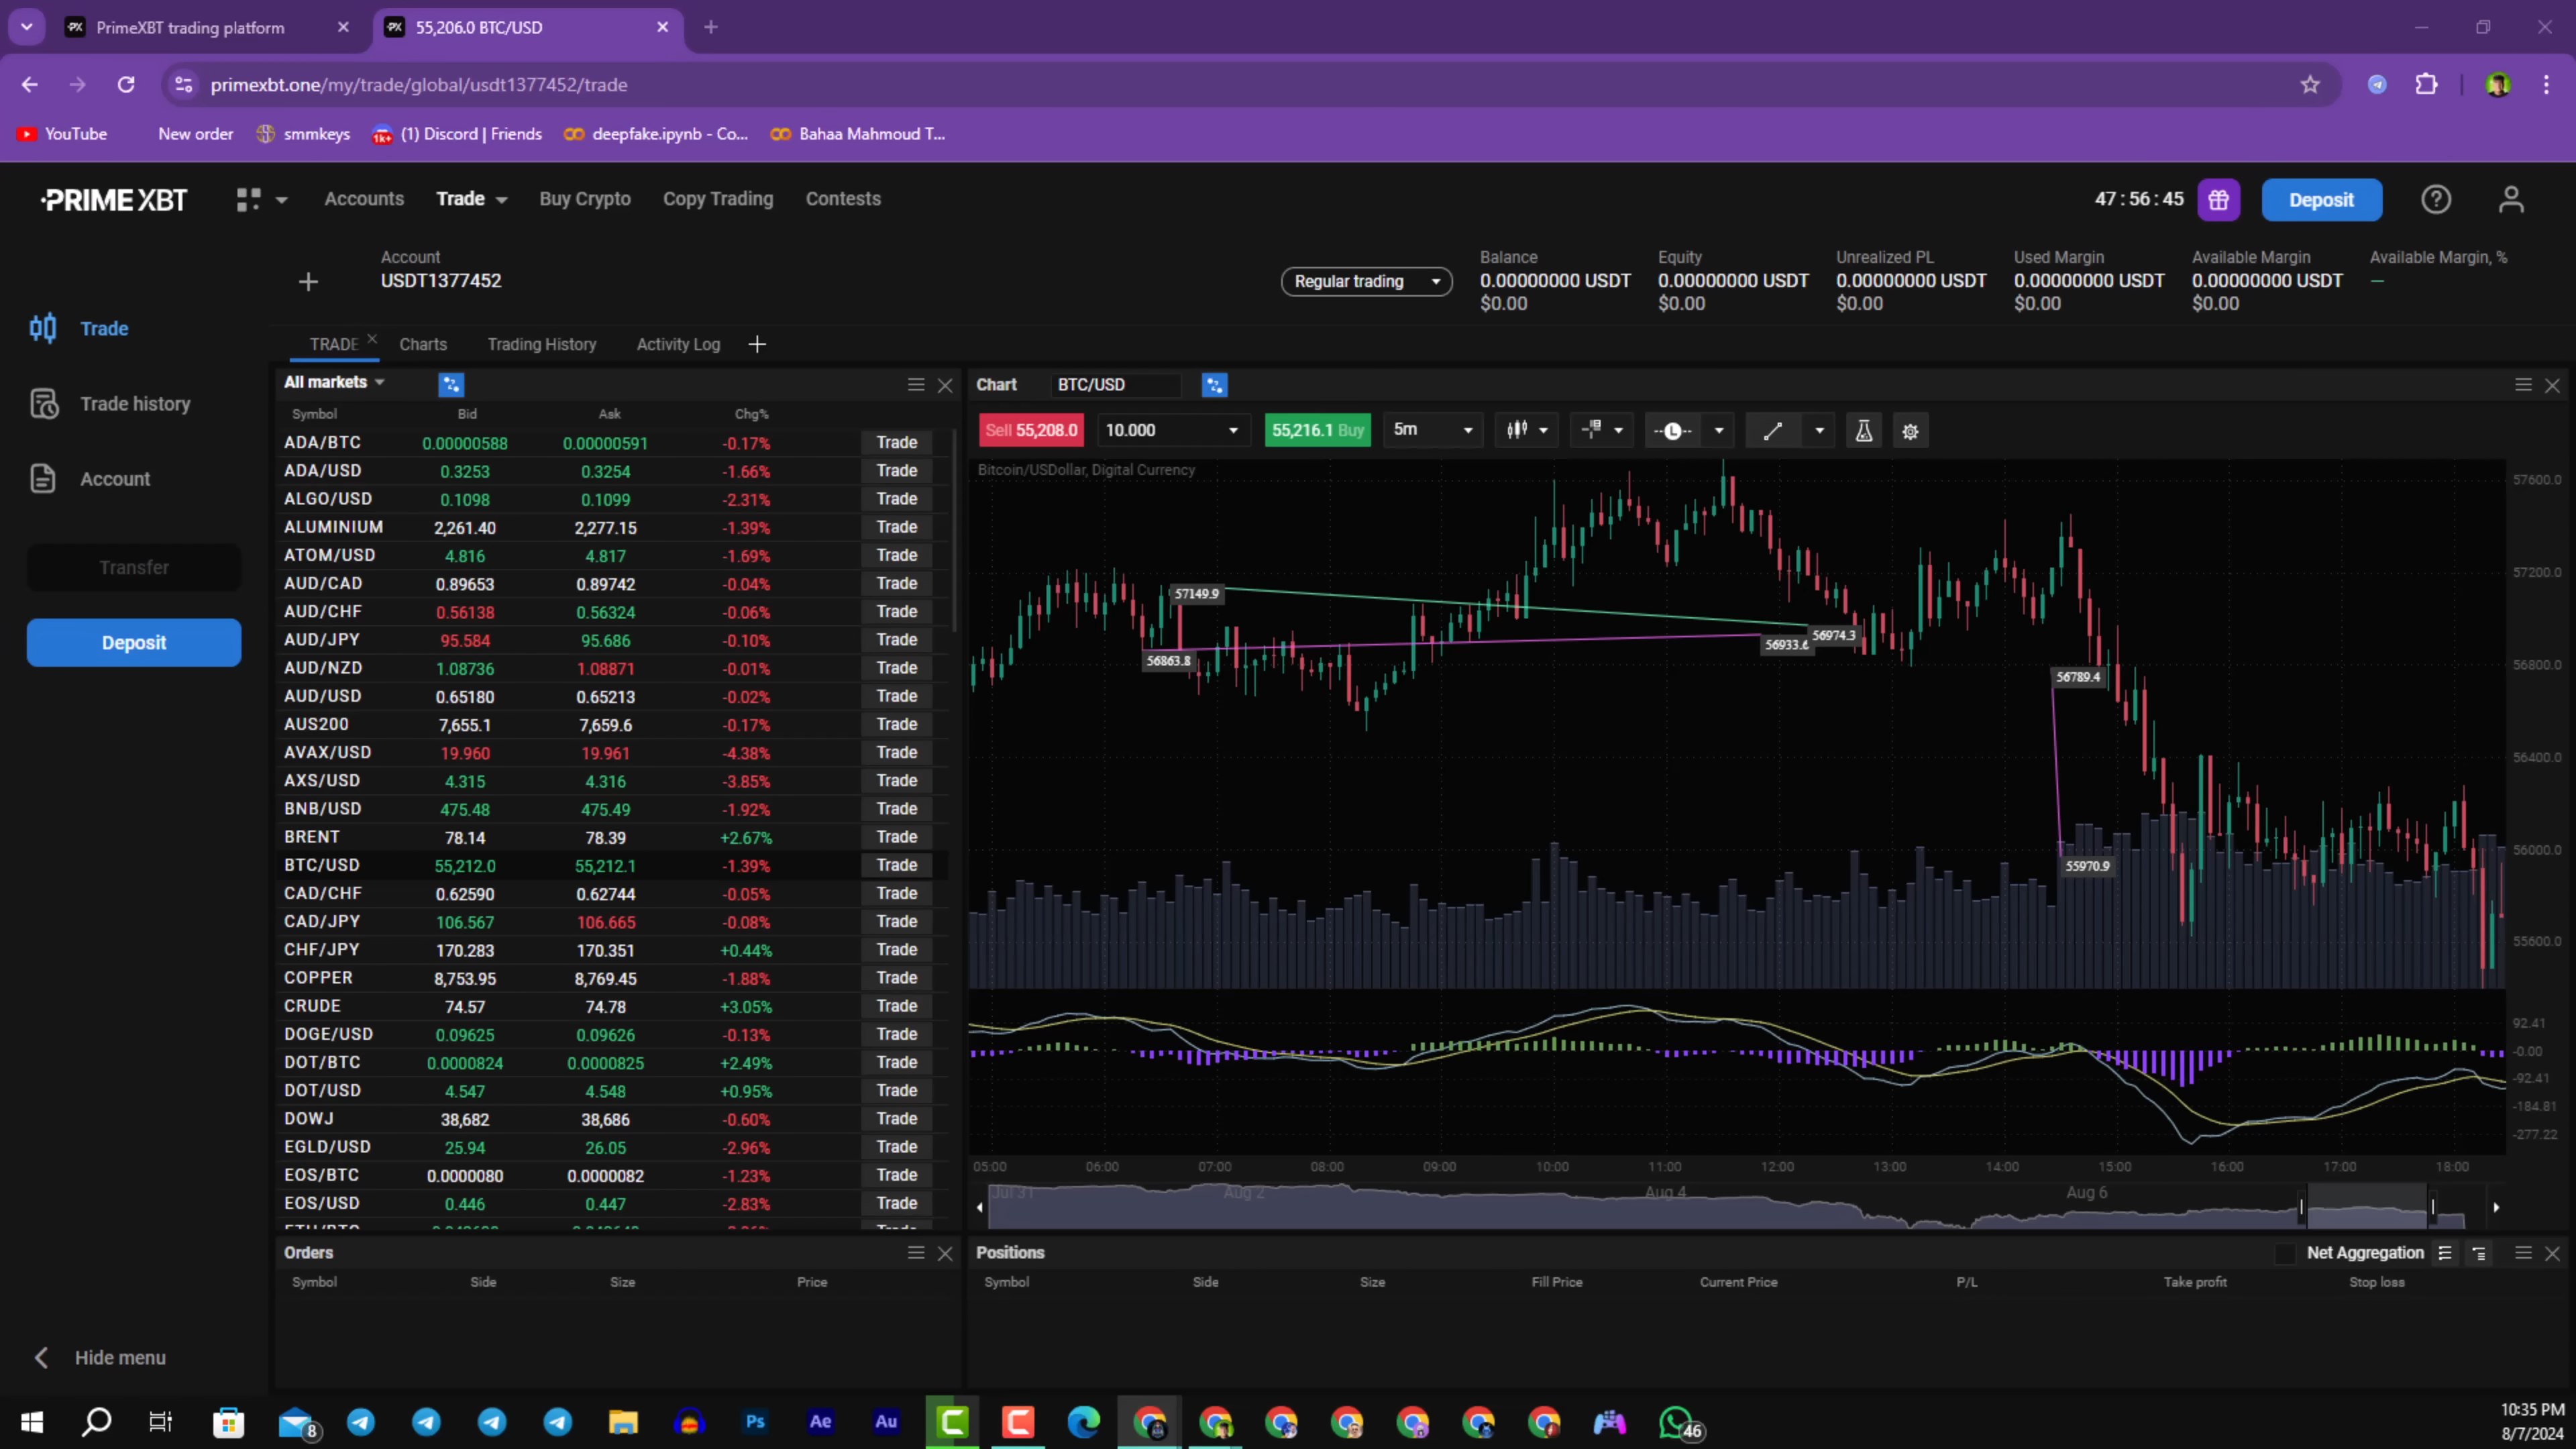 PrimeXBT trading platform
55,206.0 BTC/USD
primexbt.one/my/trade/global/usdt1377452/trade
YouTube New order smmkeys (1) Discord | Friends deepfake.ipynb - Co... Bahaa Mahmoud T...
PRIME XBT Accounts Trade Buy Crypto Copy Trading Contests 47 : 56 : 45 Deposit
Account
USDT1377452
Regular trading
Balance Equity Unrealized PL Used Margin Available Margin Available Margin, %
0.00000000 USDT 0.00000000 USDT 0.00000000 USDT 0.00000000 USDT 0.00000000 USDT –
$0.00 $0.00 $0.00 $0.00 $0.00
Trade
Trade history
Account
Transfer
Deposit
Hide menu
TRADE Charts Trading History Activity Log
All markets
Symbol Bid Ask Chg%
ADA/BTC 0.00000588 0.00000591 -0.17% Trade
ADA/USD 0.3253 0.3254 -1.66% Trade
ALGO/USD 0.1098 0.1099 -2.31% Trade
ALUMINIUM 2,261.40 2,277.15 -1.39% Trade
ATOM/USD 4.816 4.817 -1.69% Trade
AUD/CAD 0.89653 0.89742 -0.04% Trade
AUD/CHF 0.56138 0.56324 -0.06% Trade
AUD/JPY 95.584 95.686 -0.10% Trade
AUD/NZD 1.08736 1.08871 -0.01% Trade
AUD/USD 0.65180 0.65213 -0.02% Trade
AUS200 7,655.1 7,659.6 -0.17% Trade
AVAX/USD 19.960 19.961 -4.38% Trade
AXS/USD 4.315 4.316 -3.85% Trade
BNB/USD 475.48 475.49 -1.92% Trade
BRENT 78.14 78.39 +2.67% Trade
BTC/USD 55,212.0 55,212.1 -1.39% Trade
CAD/CHF 0.62590 0.62744 -0.05% Trade
CAD/JPY 106.567 106.665 -0.08% Trade
CHF/JPY 170.283 170.351 +0.44% Trade
COPPER 8,753.95 8,769.45 -1.88% Trade
CRUDE 74.57 74.78 +3.05% Trade
DOGE/USD 0.09625 0.09626 -0.13% Trade
DOT/BTC 0.0000824 0.0000825 +2.49% Trade
DOT/USD 4.547 4.548 +0.95% Trade
DOWJ 38,682 38,686 -0.60% Trade
EGLD/USD 25.94 26.05 -2.96% Trade
EOS/BTC 0.0000080 0.0000082 -1.23% Trade
EOS/USD 0.446 0.447 -2.83% Trade
Chart BTC/USD
Sell 55,208.0 10.000 55,216.1 Buy 5m L
Bitcoin/USDollar, Digital Currency
57600.0
57200.0
56800.0
56400.0
56000.0
55600.0
57149.9
56863.8
56933.6
56974.3
56789.4
55970.9
92.41
-0.00
-92.41
-184.81
-277.22
05:00 06:00 07:00 08:00 09:00 10:00 11:00 12:00 13:00 14:00 15:00 16:00 17:00 18:00
Jul 31 Aug 2 Aug 4 Aug 6
Orders
Symbol Side Size Price
Positions Net Aggregation
Symbol Side Size Fill Price Current Price P/L Take profit Stop loss
8 Ps Ae Au 46
10:35 PM
8/7/2024